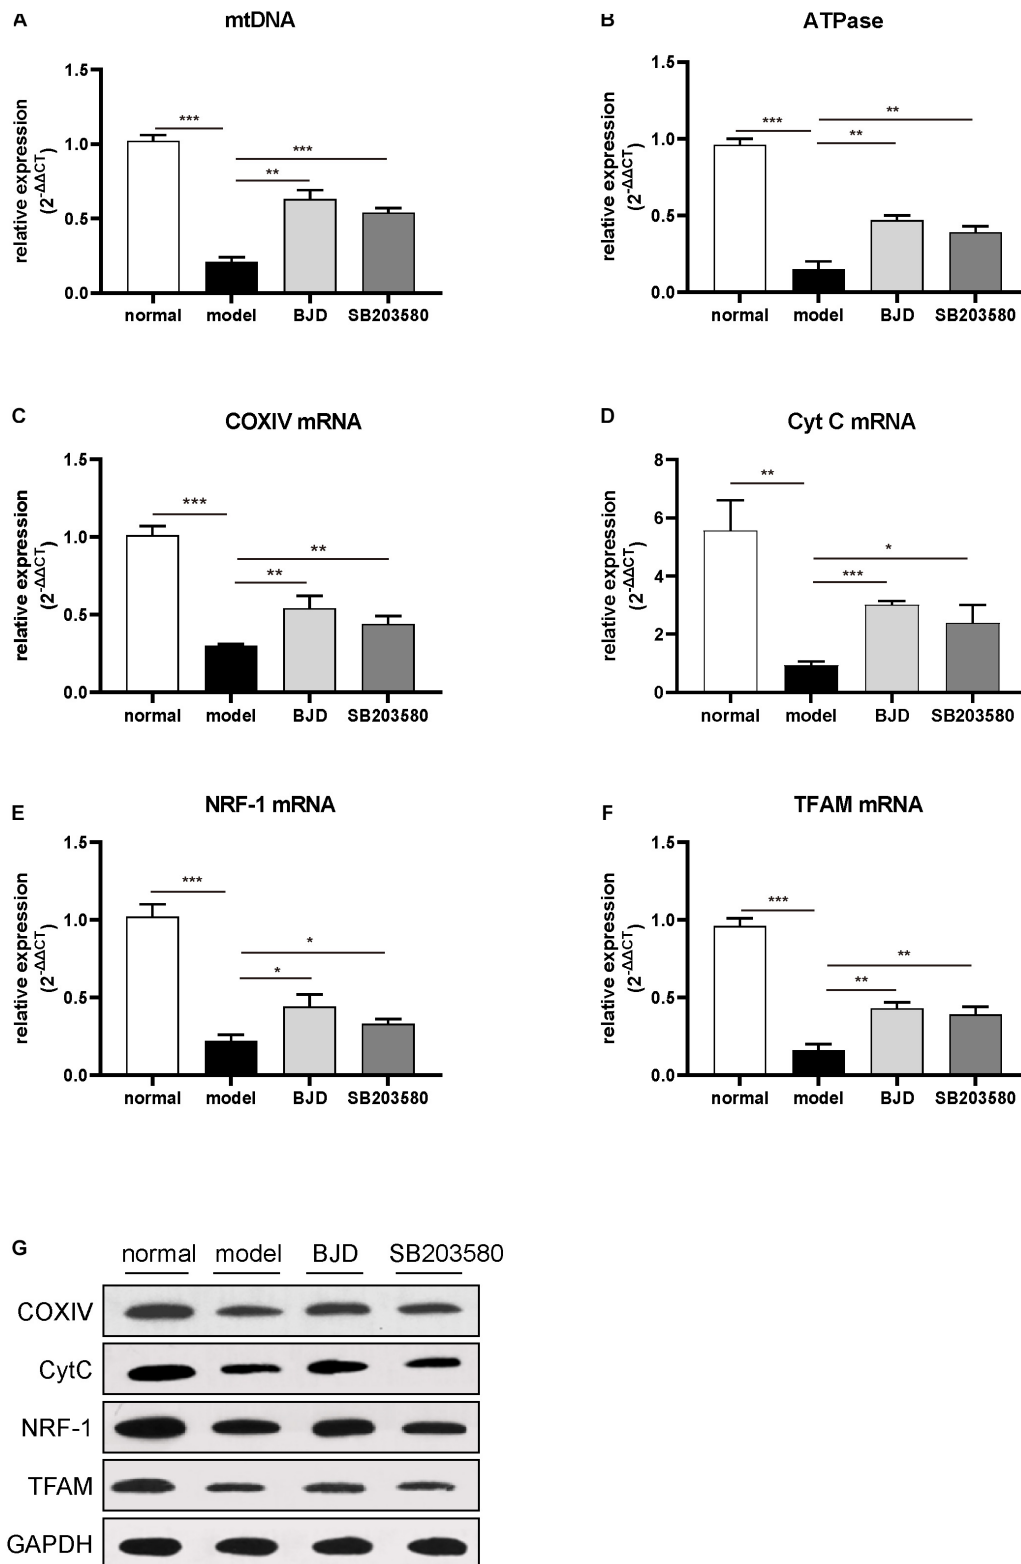 A
mtDNA
relative expression
(2-ΔΔCT)
1.5
1.0
0.5
0.0
***
***
**
normal model BJD SB203580
B
ATPase
relative expression
(2-ΔΔCT)
1.5
1.0
0.5
0.0
***
**
**
normal model BJD SB203580
C
COXIV mRNA
relative expression
(2-ΔΔCT)
1.5
1.0
0.5
0.0
***
**
**
normal model BJD SB203580
D
Cyt C mRNA
relative expression
(2-ΔΔCT)
8
6
4
2
0
**
*
***
normal model BJD SB203580
E
NRF-1 mRNA
relative expression
(2-ΔΔCT)
1.5
1.0
0.5
0.0
***
*
*
normal model BJD SB203580
F
TFAM mRNA
relative expression
(2-ΔΔCT)
1.5
1.0
0.5
0.0
***
**
**
normal model BJD SB203580
G
normal model BJD SB203580
COXIV
CytC
NRF-1
TFAM
GAPDH